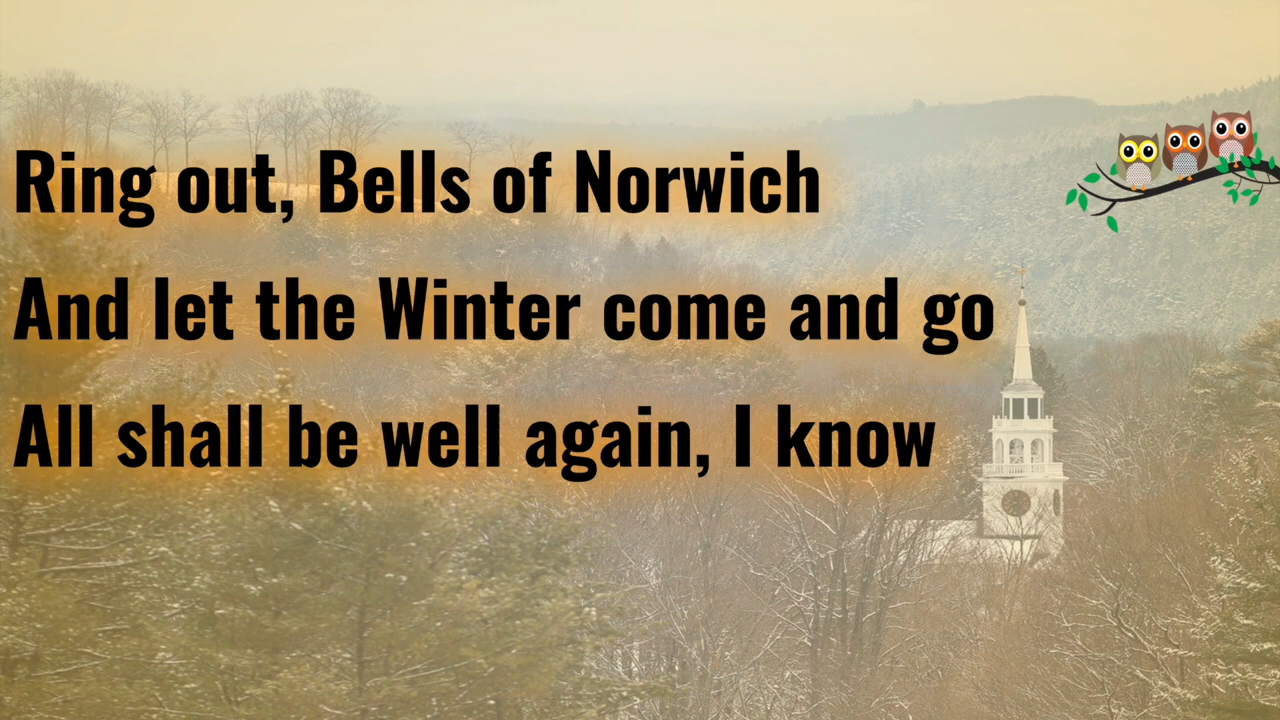 Ring out, Bells of Norwich
And let the Winter come and go
All shall be well again, I know